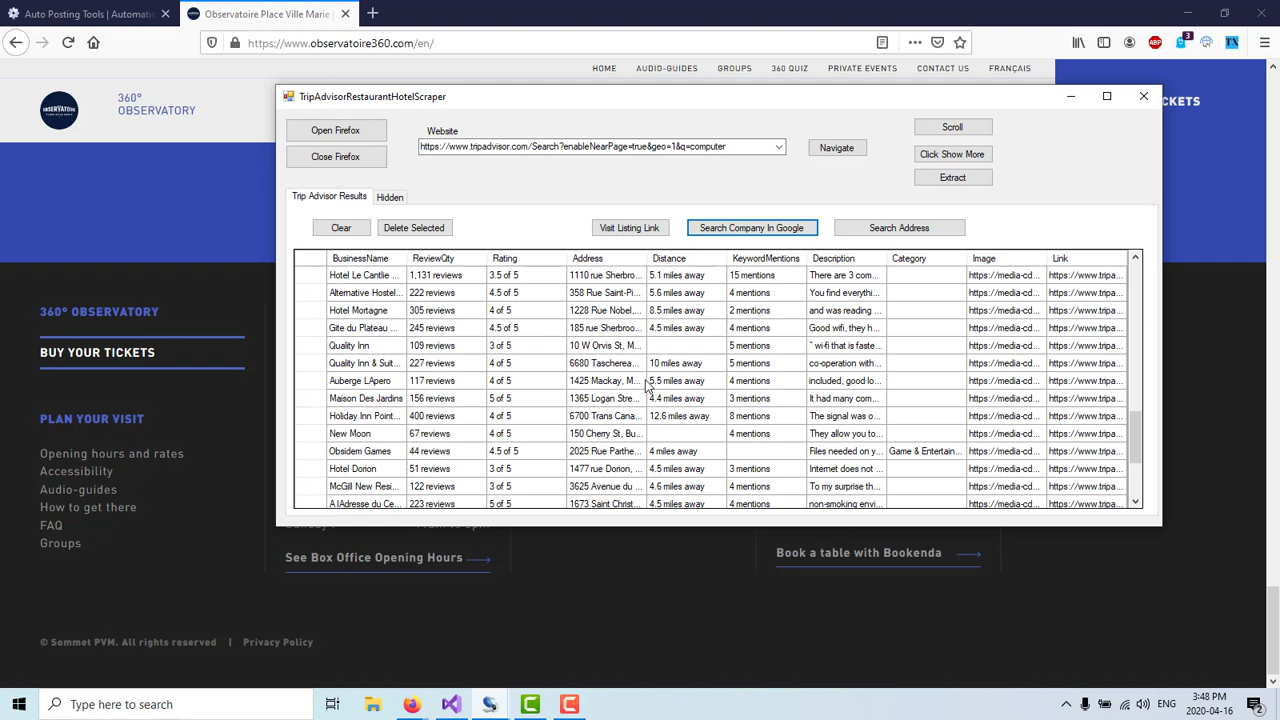 Auto Posting Tools | Automatic
Observatoire Place Ville Marie |
https://www.observatoire360.com/en/
3
HOME AUDIO-GUIDES GROUPS 360 QUIZ PRIVATE EVENTS CONTACT US FRANÇAIS
OBSERVATOIRE
360°
OBSERVATORY
TICKETS
TripAdvisorRestaurantHotelScraper
Open Firefox
Close Firefox
Website
https://www.tripadvisor.com/Search?enableNearPage=true&geo=1&q=computer
Navigate
Scroll
Click Show More
Extract
Trip Advisor Results Hidden
Clear Delete Selected Visit Listing Link Search Company In Google Search Address
BusinessName ReviewQty Rating Address Distance KeywordMentions Description Category Image Link
Hotel Le Cantlie ... 1,131 reviews 3.5 of 5 1110 rue Sherbro... 5.1 miles away 15 mentions There are 3 com... https://media-cd... https://www.tripa...
Alternative Hostel... 222 reviews 4.5 of 5 358 Rue Saint-Pi... 5.6 miles away 4 mentions You find everythi... https://media-cd... https://www.tripa...
Hotel Mortagne 305 reviews 4 of 5 1228 Rue Nobel,... 8.5 miles away 2 mentions and was reading ... https://media-cd... https://www.tripa...
Gite du Plateau ... 245 reviews 4.5 of 5 185 rue Sherbroo... 4.5 miles away 4 mentions Good wifi, they h... https://media-cd... https://www.tripa...
Quality Inn 109 reviews 3 of 5 10 W Orvis St, M... 5 mentions " wi-fi that is faste... https://media-cd... https://www.tripa...
Quality Inn & Suit... 227 reviews 4 of 5 6680 Tascherea... 10 miles away 5 mentions co-operation with... https://media-cd... https://www.tripa...
Auberge LApero 117 reviews 4 of 5 1425 Mackay, M... 5.5 miles away 4 mentions included, good lo... https://media-cd... https://www.tripa...
Maison Des Jardins 156 reviews 5 of 5 1365 Logan Stre... 4.4 miles away 3 mentions It had many com... https://media-cd... https://www.tripa...
Holiday Inn Point... 400 reviews 4 of 5 6700 Trans Cana... 12.6 miles away 8 mentions The signal was o... https://media-cd... https://www.tripa...
New Moon 67 reviews 4 of 5 150 Cherry St, Bu... 4 mentions They allow you to... https://media-cd... https://www.tripa...
Obsidem Games 44 reviews 4.5 of 5 2025 Rue Parthe... 4 miles away Files needed on y... Game & Entertain... https://media-cd... https://www.tripa...
Hotel Dorion 51 reviews 3 of 5 1477 rue Dorion, ... 4.5 miles away 3 mentions Internet does not ... https://media-cd... https://www.tripa...
McGill New Resi... 122 reviews 3 of 5 3625 Avenue du ... 4.6 miles away 4 mentions To my surprise th... https://media-cd... https://www.tripa...
A lAdresse du Ce... 223 reviews 5 of 5 1673 Saint Christ... 4.5 miles away 4 mentions non-smoking envi... https://media-cd... https://www.tripa...
360° OBSERVATORY
BUY YOUR TICKETS
PLAN YOUR VISIT
Opening hours and rates
Accessibility
Audio-guides
How to get there
FAQ
Groups
See Box Office Opening Hours
Book a table with Bookenda
© Sommet PVM. All rights reserved | Privacy Policy
Type here to search
ENG
3:48 PM
2020-04-16
2